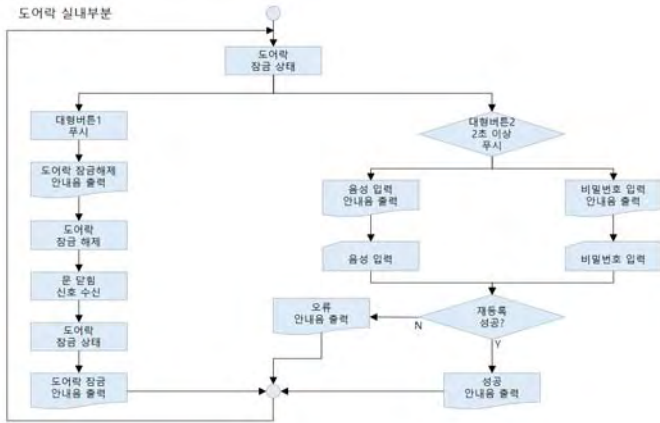 도어락 실내부분
도어락
잠금 상태
대형버튼1
푸시
대형버튼2
2초 이상
푸시
도어락 잠금해제
안내음 출력
음성 입력
안내음 출력
비밀번호 입력
안내음 출력
도어락
잠금 해제
음성 입력
비밀번호 입력
문 닫힘
신호 수신
오류
안내음 출력
재등록
성공?
N
Y
도어락
잠금 상태
도어락 잠금
안내음 출력
성공
안내음 출력